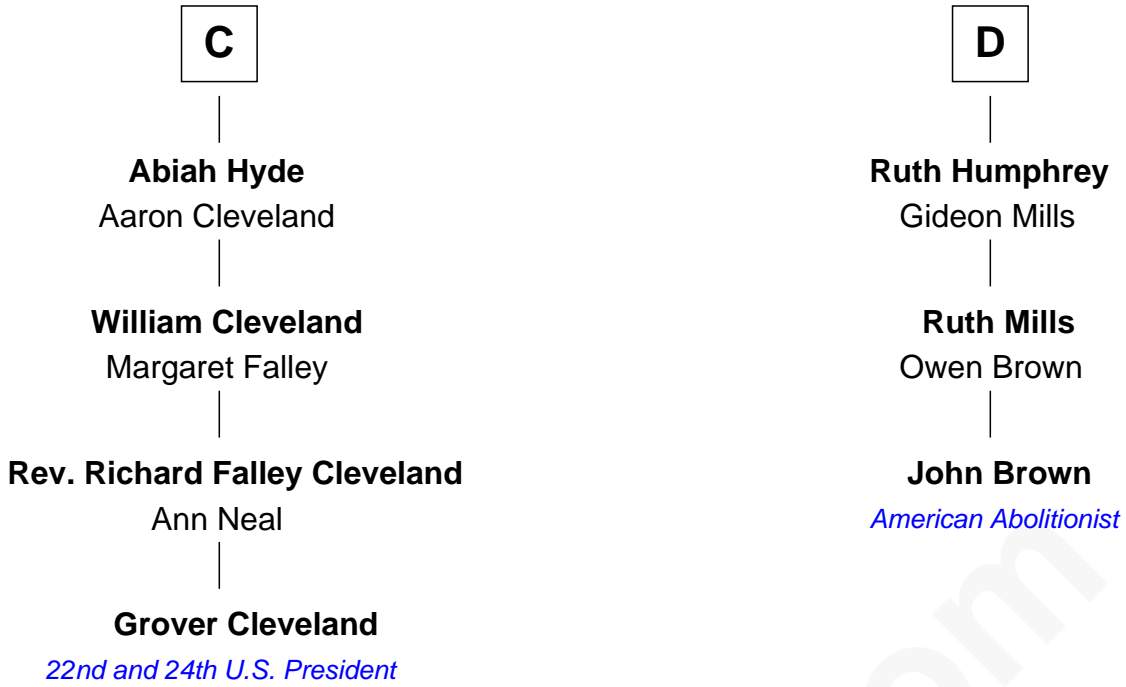 C
Abiah Hyde
Aaron Cleveland
William Cleveland
Margaret Falley
Rev. Richard Falley Cleveland
Ann Neal
Grover Cleveland
22nd and 24th U.S. President
D
Ruth Humphrey
Gideon Mills
Ruth Mills
Owen Brown
John Brown
American Abolitionist
om